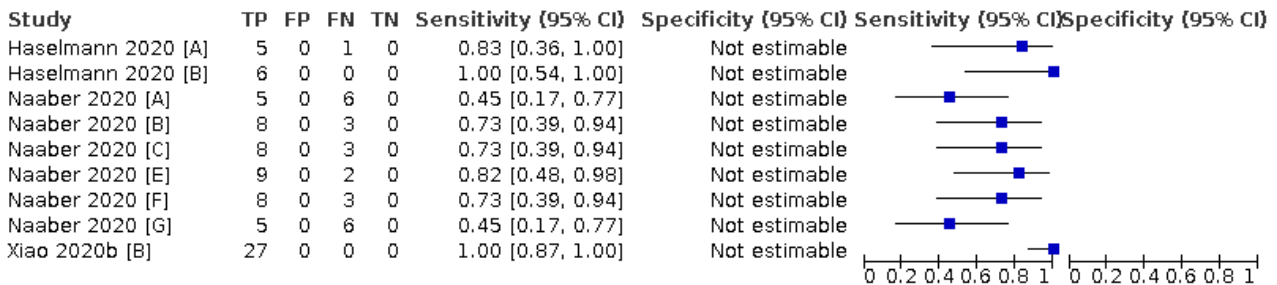 Study TP FP FN TN Sensitivity (95% CI) Specificity (95% CI) Sensitivity (95% CI) Specificity (95% CI)
Haselmann 2020 [A] 5 0 1 0 0.83 [0.36, 1.00] Not estimable
Haselmann 2020 [B] 6 0 0 0 1.00 [0.54, 1.00] Not estimable
Naaber 2020 [A] 5 0 6 0 0.45 [0.17, 0.77] Not estimable
Naaber 2020 [B] 8 0 3 0 0.73 [0.39, 0.94] Not estimable
Naaber 2020 [C] 8 0 3 0 0.73 [0.39, 0.94] Not estimable
Naaber 2020 [E] 9 0 2 0 0.82 [0.48, 0.98] Not estimable
Naaber 2020 [F] 8 0 3 0 0.73 [0.39, 0.94] Not estimable
Naaber 2020 [G] 5 0 6 0 0.45 [0.17, 0.77] Not estimable
Xiao 2020b [B] 27 0 0 0 1.00 [0.87, 1.00] Not estimable
0 0.2 0.4 0.6 0.8 1 0 0.2 0.4 0.6 0.8 1